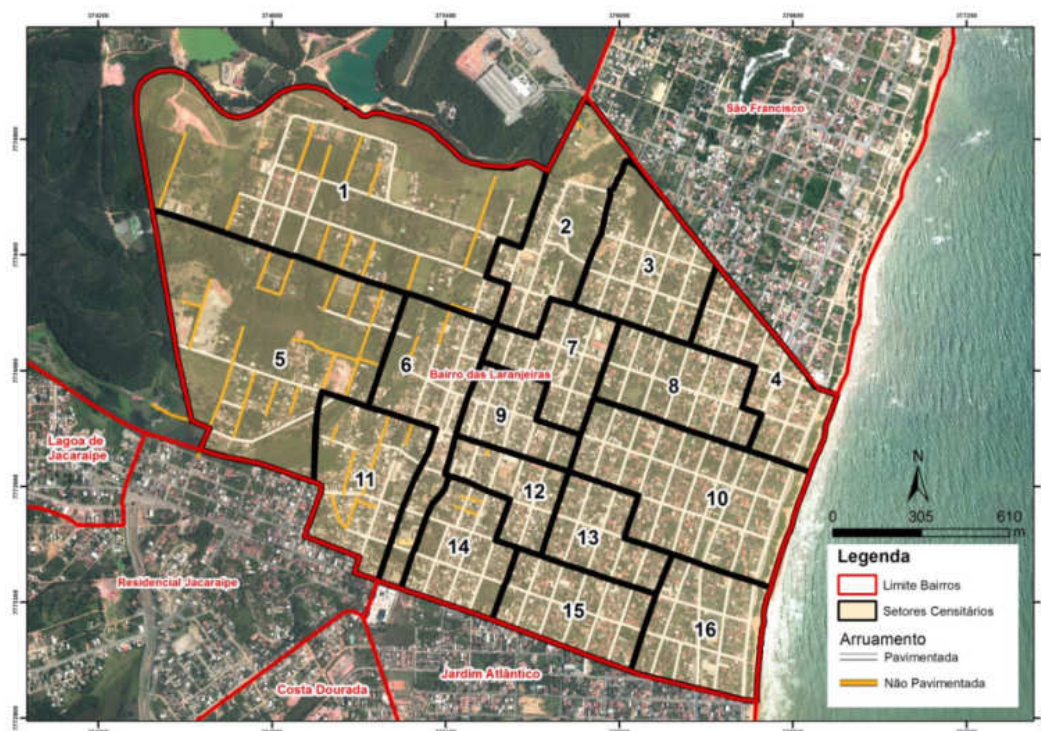 São Francisco
1
2
3
4
5
6
7
Bairro das Laranjeiras
8
9
10
11
12
13
14
15
16
Lagoa de
Jacaraípe
Residencial Jacaraípe
Costa Dourada
Jardim Atlântico
N
0 305 610
m
Legenda
Limite Bairros
Setores Censitários
Arruamento
Pavimentada
Não Pavimentada